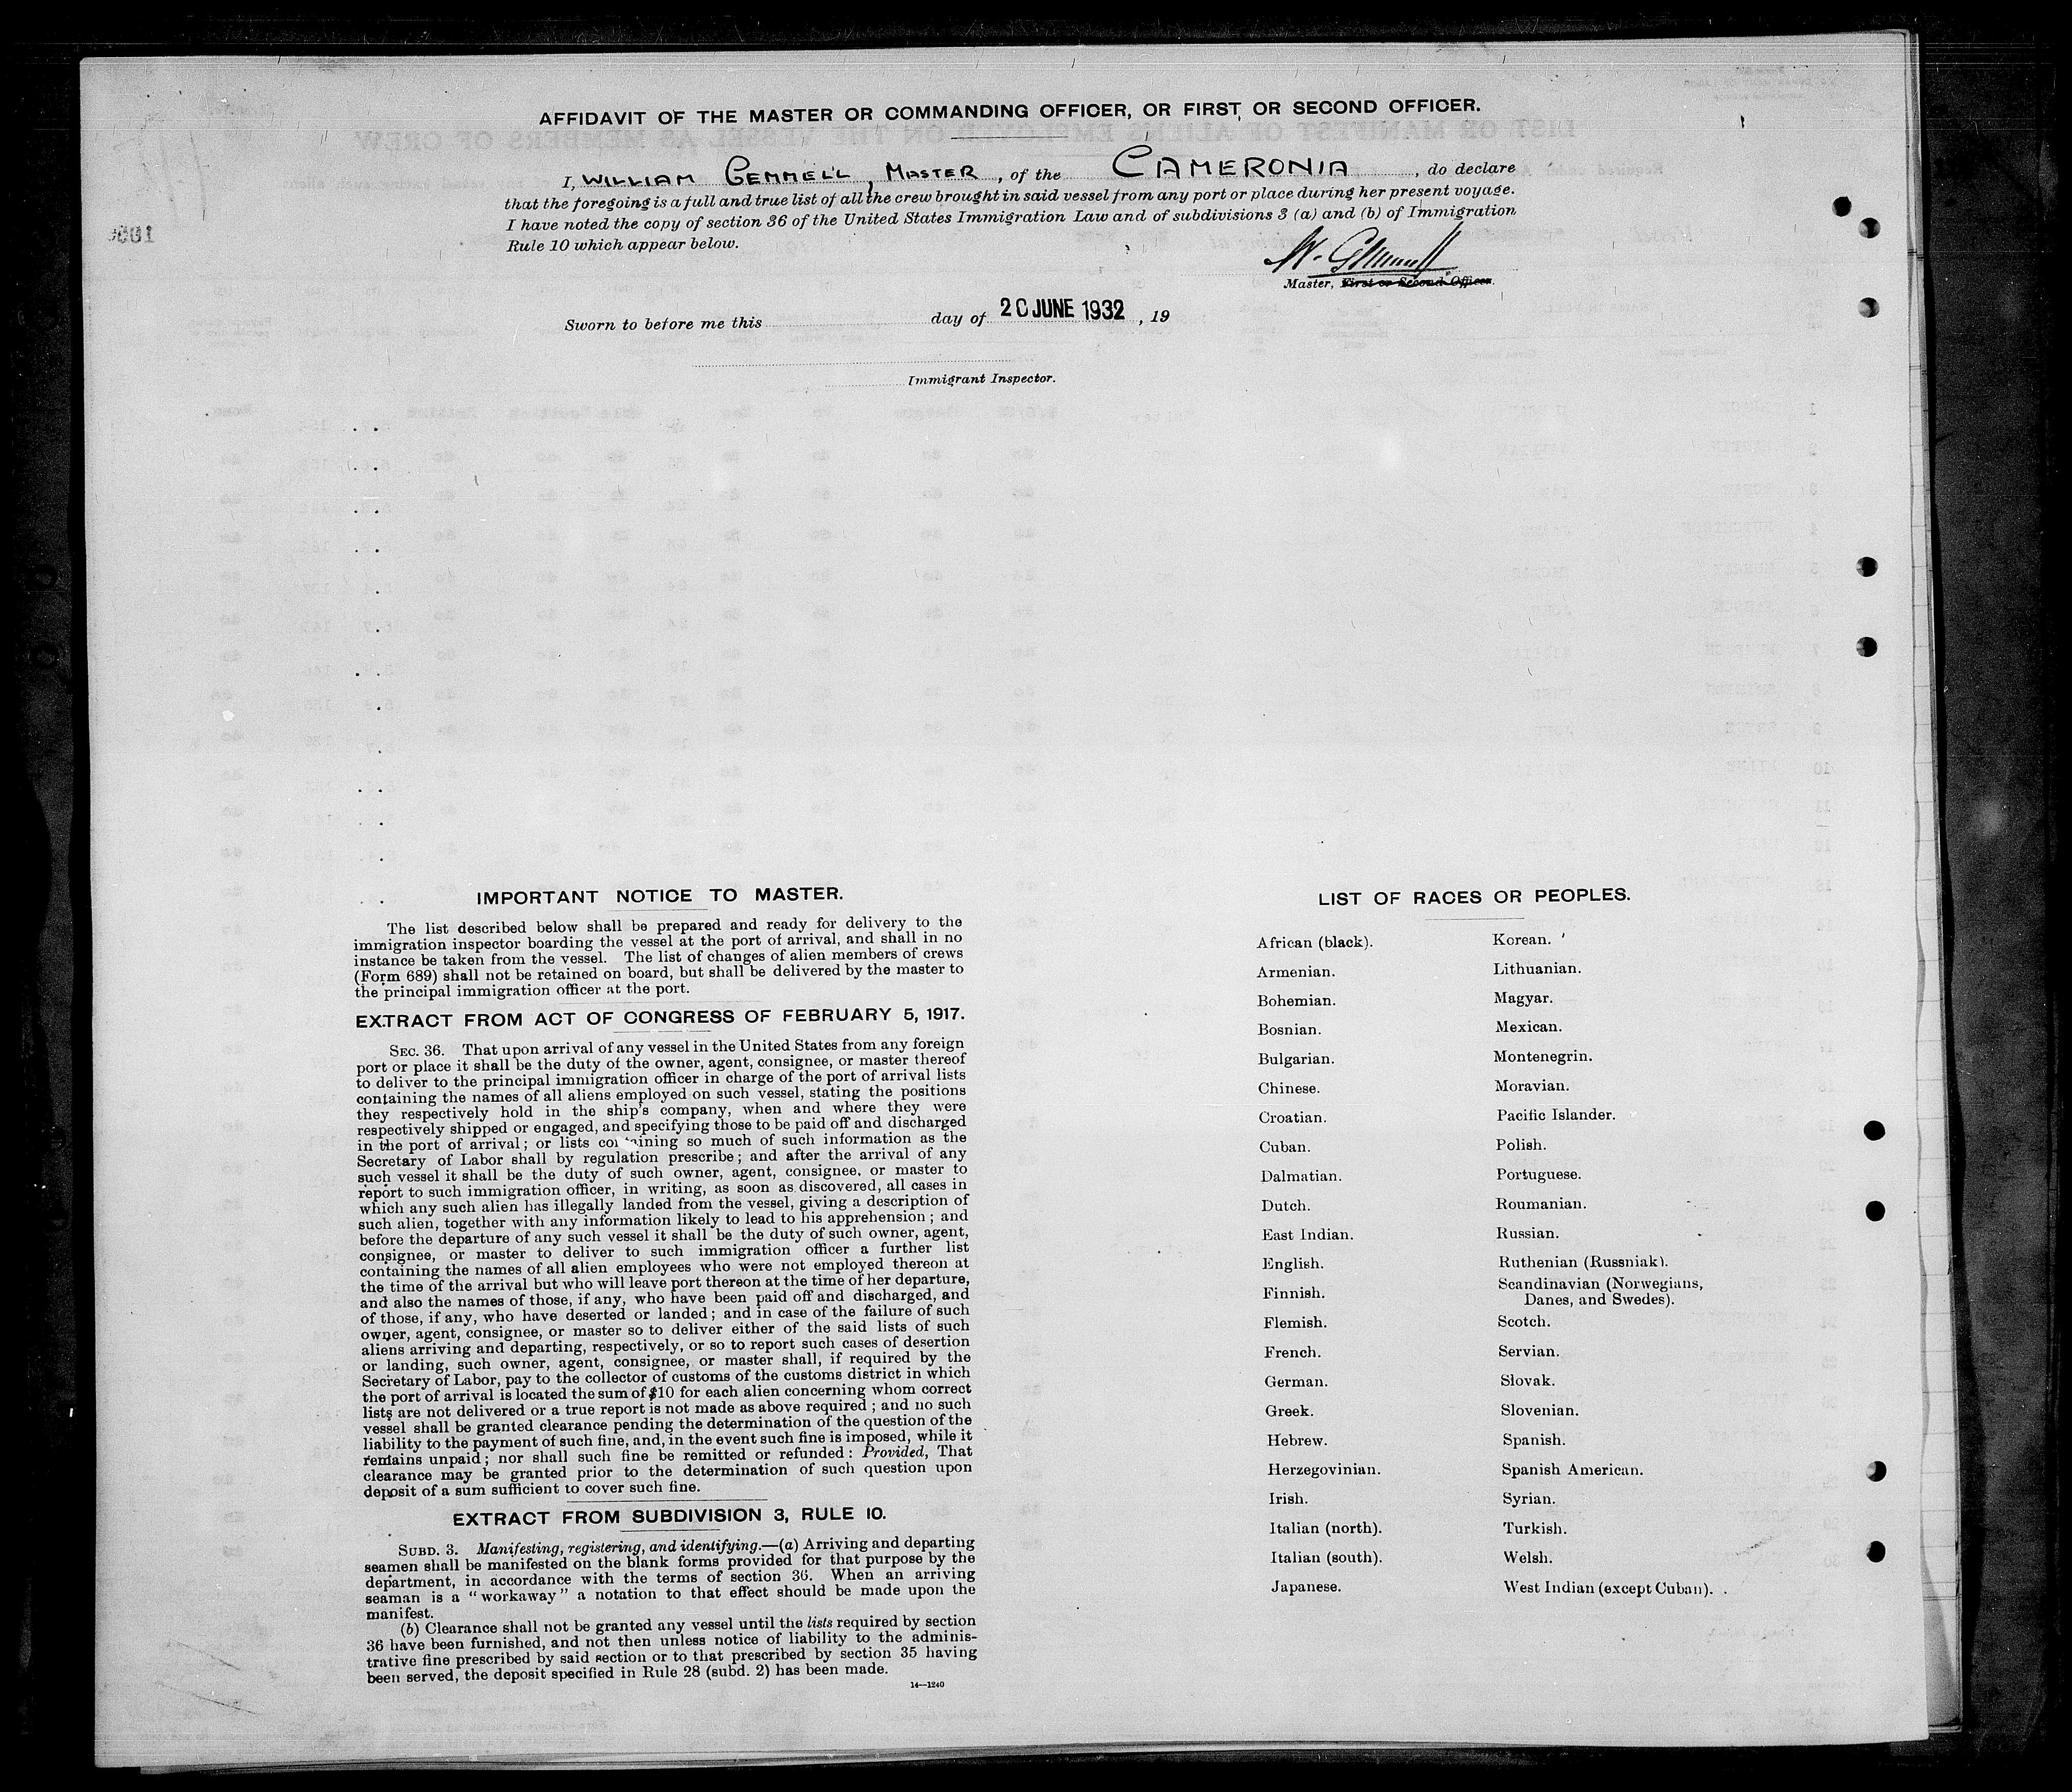 AFFIDAVIT OF THE MASTER OR COMMANDING OFFICER, OR FIRST, OR SECOND OFFICER.
I, WILLIAM GEMMELL, MASTER, of the CAMERONIA, do declare
that the foregoing is a full and true list of all the crew brought in said vessel from any port or place during her present voyage.
I have noted the copy of section 36 of the United States Immigration Law and of subdivisions 3 (a) and (b) of Immigration
Rule 10 which appear below.
W. Gemmell
Master, First or Second Officer.
Sworn to before me this day of 20 JUNE 1932, 19
Immigrant Inspector.
IMPORTANT NOTICE TO MASTER.
The list described below shall be prepared and ready for delivery to the
immigration inspector boarding the vessel at the port of arrival, and shall in no
instance be taken from the vessel. The list of changes of alien members of crews
(Form 689) shall not be retained on board, but shall be delivered by the master to
the principal immigration officer at the port.
EXTRACT FROM ACT OF CONGRESS OF FEBRUARY 5, 1917.
SEC. 36. That upon arrival of any vessel in the United States from any foreign
port or place it shall be the duty of the owner, agent, consignee, or master thereof
to deliver to the principal immigration officer in charge of the port of arrival lists
containing the names of all aliens employed on such vessel, stating the positions
they respectively hold in the ship's company, when and where they were
respectively shipped or engaged, and specifying those to be paid off and discharged
in the port of arrival; or lists containing so much of such information as the
Secretary of Labor shall by regulation prescribe; and after the arrival of any
such vessel it shall be the duty of such owner, agent, consignee, or master to
report to such immigration officer, in writing, as soon as discovered, all cases in
which any such alien has illegally landed from the vessel, giving a description of
such alien, together with any information likely to lead to his apprehension; and
before the departure of any such vessel it shall be the duty of such owner, agent,
consignee, or master to deliver to such immigration officer a further list
containing the names of all alien employees who were not employed thereon at
the time of the arrival but who will leave port thereon at the time of her departure,
and also the names of those, if any, who have been paid off and discharged, and
of those, if any, who have deserted or landed; and in case of the failure of such
owner, agent, consignee, or master so to deliver either of the said lists of such
aliens arriving and departing, respectively, or so to report such cases of desertion
or landing, such owner, agent, consignee, or master shall, if required by the
Secretary of Labor, pay to the collector of customs of the customs district in which
the port of arrival is located the sum of $10 for each alien concerning whom correct
lists are not delivered or a true report is not made as above required; and no such
vessel shall be granted clearance pending the determination of the question of the
liability to the payment of such fine, and, in the event such fine is imposed, while it
remains unpaid; nor shall such fine be remitted or refunded: Provided, That
clearance may be granted prior to the determination of such question upon
deposit of a sum sufficient to cover such fine.
EXTRACT FROM SUBDIVISION 3, RULE 10.
SUBD. 3. Manifesting, registering, and identifying.—(a) Arriving and departing
seamen shall be manifested on the blank forms provided for that purpose by the
department, in accordance with the terms of section 36. When an arriving
seaman is a "workaway" a notation to that effect should be made upon the
manifest.
(b) Clearance shall not be granted any vessel until the lists required by section
36 have been furnished, and not then unless notice of liability to the adminis-
trative fine prescribed by said section or to that prescribed by section 35 having
been served, the deposit specified in Rule 28 (subd. 2) has been made.
14—1240
LIST OF RACES OR PEOPLES.
African (black).
Armenian.
Bohemian.
Bosnian.
Bulgarian.
Chinese.
Croatian.
Cuban.
Dalmatian.
Dutch.
East Indian.
English.
Finnish.
Flemish.
French.
German.
Greek.
Hebrew.
Herzegovinian.
Irish.
Italian (north).
Italian (south).
Japanese.
Korean.
Lithuanian.
Magyar.
Mexican.
Montenegrin.
Moravian.
Pacific Islander.
Polish.
Portuguese.
Roumanian.
Russian.
Ruthenian (Russniak).
Scandinavian (Norwegians,
Danes, and Swedes).
Scotch.
Servian.
Slovak.
Slovenian.
Spanish.
Spanish American.
Syrian.
Turkish.
Welsh.
West Indian (except Cuban).